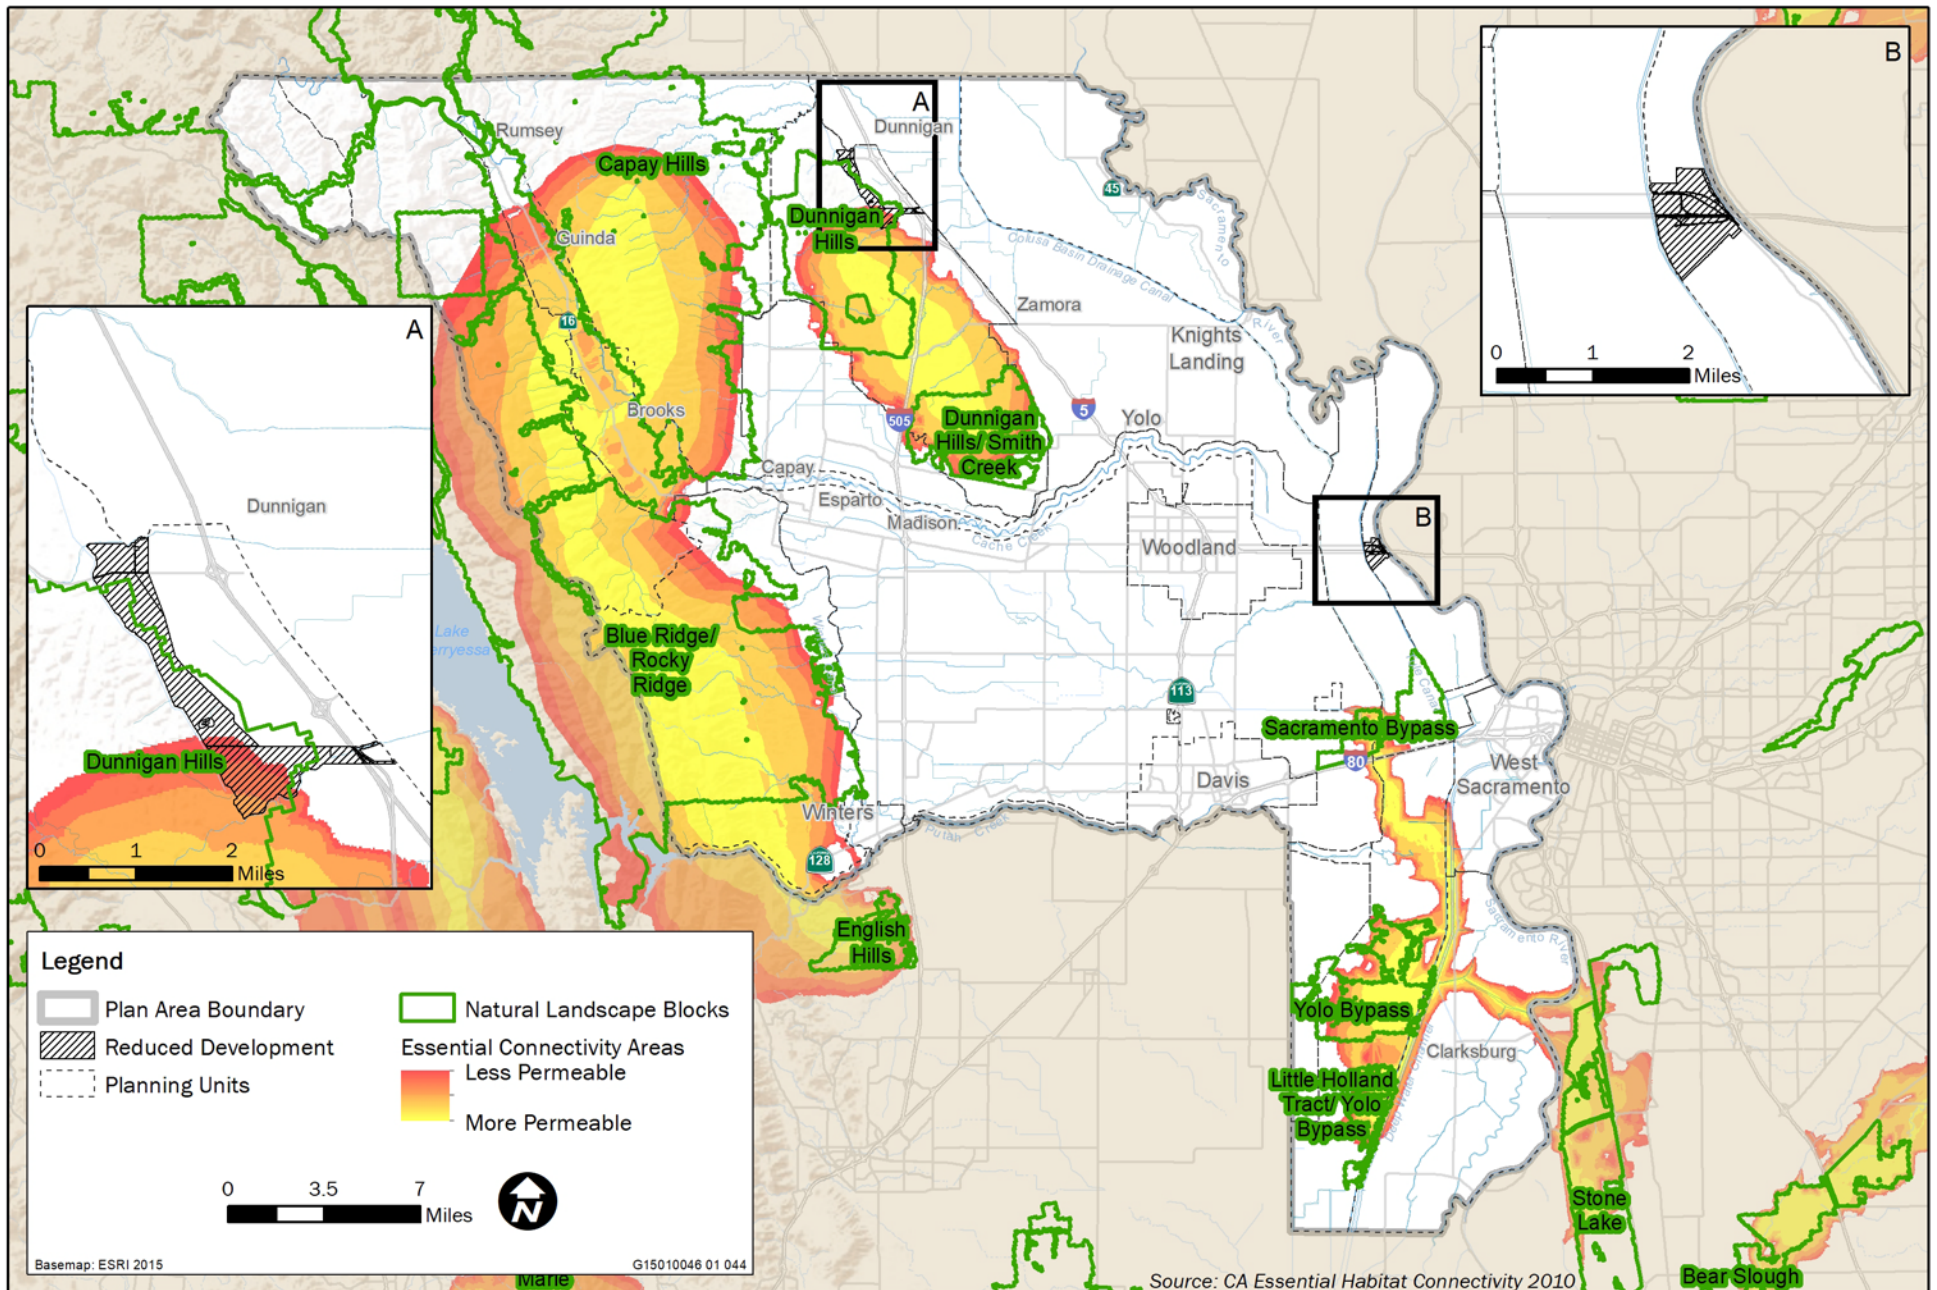 B
A
Dunnigan
Rumsey
Capay Hills
45
Sacramento
Dunnigan
Hills
Guinda
Colusa Basin Drainage Canal
Zamora
River
16
Knights
Landing
A
0 1 2
Miles
Brooks
505
5
Yolo
Dunnigan
Hills/ Smith
Creek
Capay
Esparto
Madison
Cache Creek
Woodland
B
Dunnigan
Lake
erryessa
Blue Ridge/
Rocky
Ridge
113
Sacramento Bypass
80
Dunnigan Hills
Davis
West
Sacramento
Winters
Putah Creek
128
0 1 2
Miles
English
Hills
Sacramento River
Yolo Bypass
Clarksburg
Little Holland
Tract/ Yolo
Bypass
Deep Water Channel
Stone
Lake
Bear Slough
Marie
Legend
Plan Area Boundary
Reduced Development
Planning Units
Natural Landscape Blocks
Essential Connectivity Areas
Less Permeable
More Permeable
0 3.5 7
Miles
N
Basemap: ESRI 2015
G15010046 01 044
Source: CA Essential Habitat Connectivity 2010